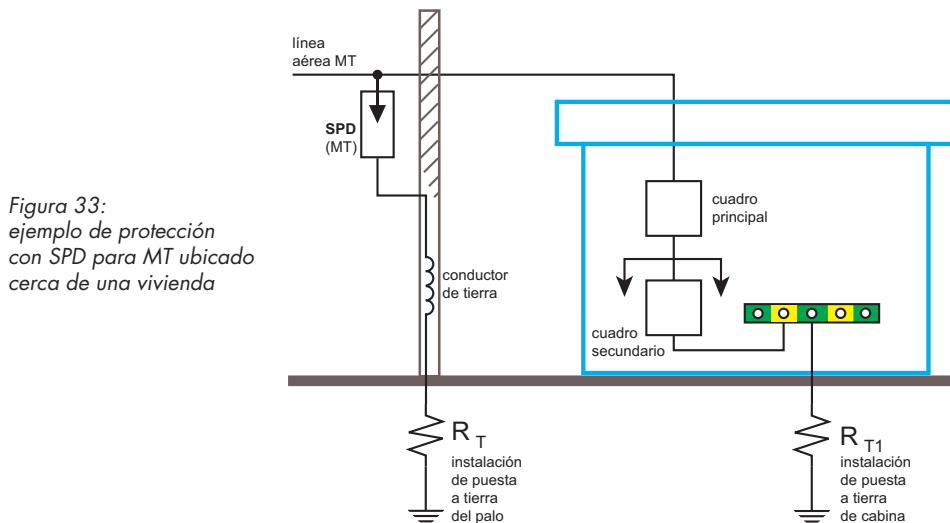 línea
aérea MT
SPD
(MT)
Figura 33:
ejemplo de protección
con SPD para MT ubicado
cerca de una vivienda
conductor
de tierra
cuadro
principal
cuadro
secundario
R T
instalación
de puesta
a tierra
del palo
R T1
instalación
de puesta
a tierra
de cabina